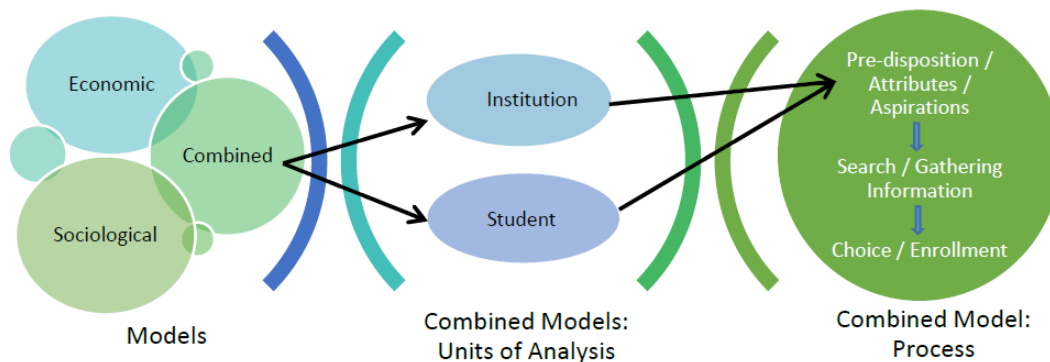 Economic
Combined
Sociological
Models
Institution
Student
Combined Models:
Units of Analysis
Pre-disposition /
Attributes /
Aspirations
Search / Gathering
Information
Choice / Enrollment
Combined Model:
Process